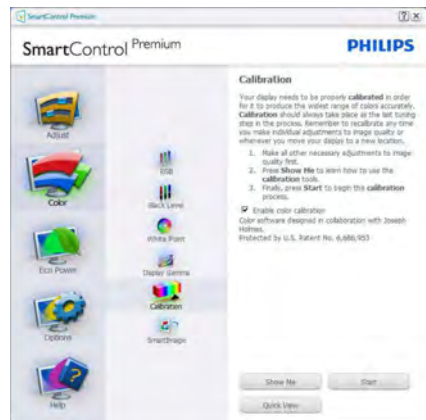 SmartControl Premium
SmartControl Premium
PHILIPS
Adjust
Color
Eco Power
Options
Help
RGB
Black Level
White Point
Display Gamma
Calibration
SmartImage
Calibration
Your display needs to be properly calibrated in order
for it to produce the widest range of colors accurately.
Calibration should always take place as the last tuning
step in the process. Remember to recalibrate any time
you make individual adjustments to image quality or
whenever you move your display to a new location.
1. Make all other necessary adjustments to image
quality first.
2. Press Show Me to learn how to use the
calibration tools.
3. Finally, press Start to begin the calibration
process.
Enable color calibration
Color software designed in collaboration with Joseph
Holmes.
Protected by U.S. Patent No. 6,686,953
Show Me
Start
Quick View